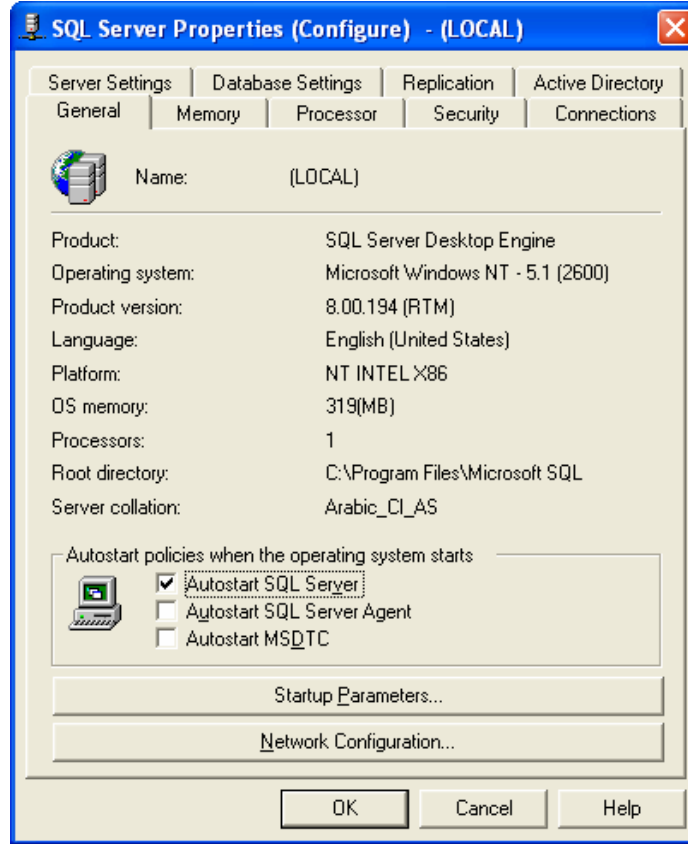 SQL Server Properties (Configure) - (LOCAL)
Server Settings Database Settings Replication Active Directory
General Memory Processor Security Connections
Name: (LOCAL)
Product: SQL Server Desktop Engine
Operating system: Microsoft Windows NT - 5.1 (2600)
Product version: 8.00.194 (RTM)
Language: English (United States)
Platform: NT INTEL X86
OS memory: 319(MB)
Processors: 1
Root directory: C:\Program Files\Microsoft SQL
Server collation: Arabic_CI_AS
Autostart policies when the operating system starts
Autostart SQL Server
Autostart SQL Server Agent
Autostart MSDTC
Startup Parameters...
Network Configuration...
OK Cancel Help